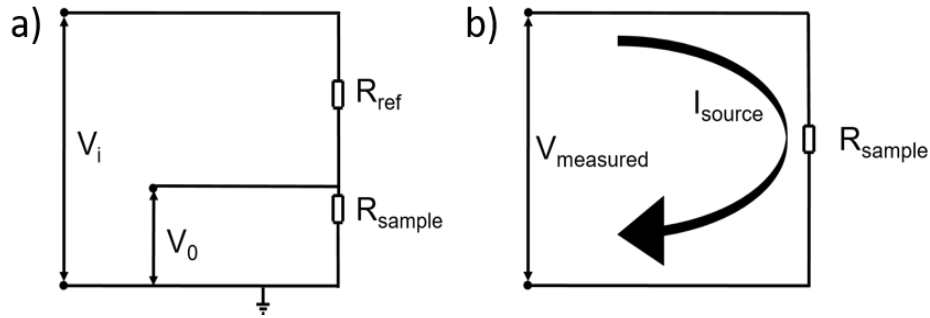 a)
V_i
R_ref
R_sample
V_0
b)
V_measured
I_source
R_sample